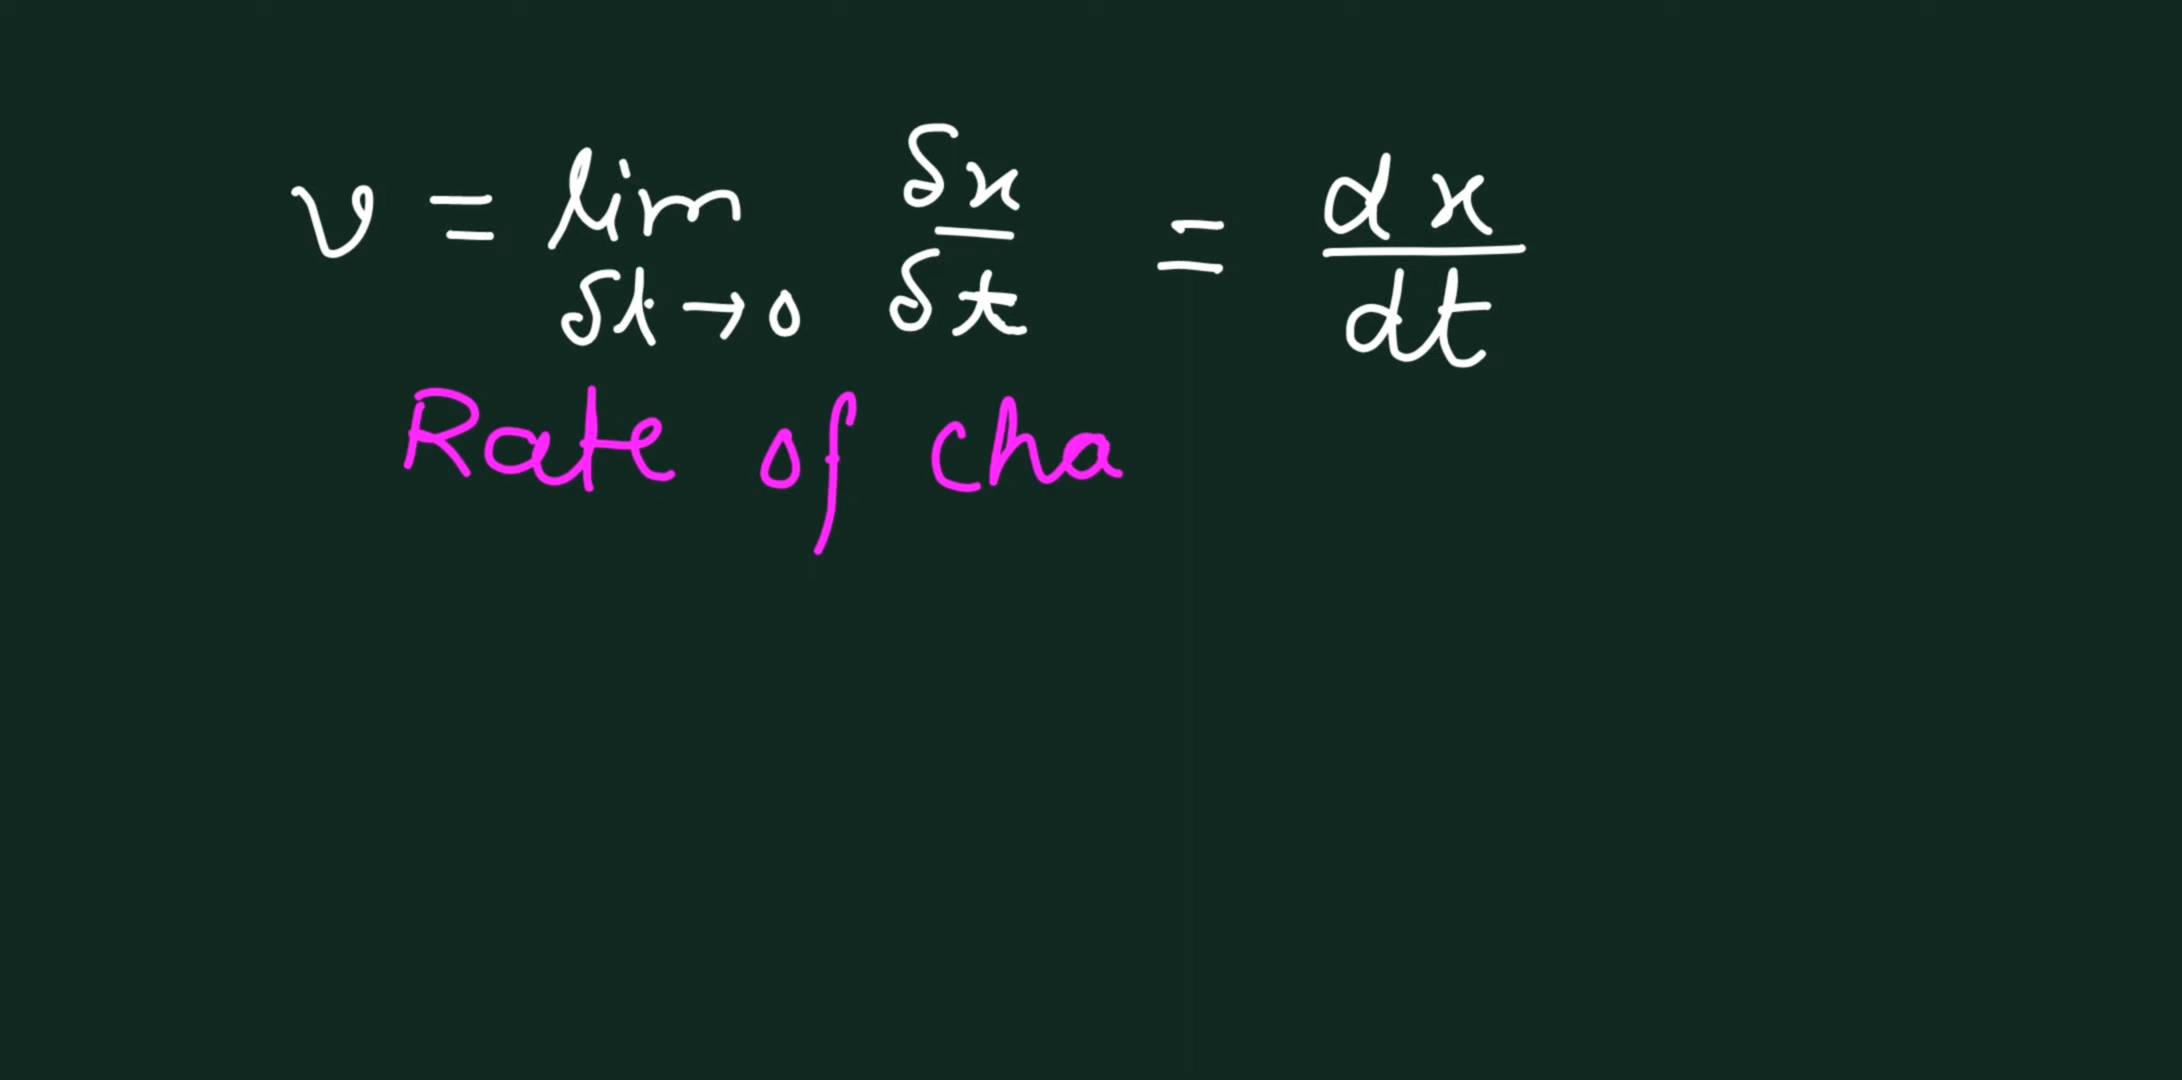 v = lim δx/δt = dx/dt
δt→0
Rate of cha